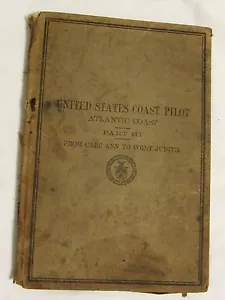 UNITED STATES COAST PILOT
ATLANTIC COAST
PART III
FROM CAPE ANN TO POINT JUDITH